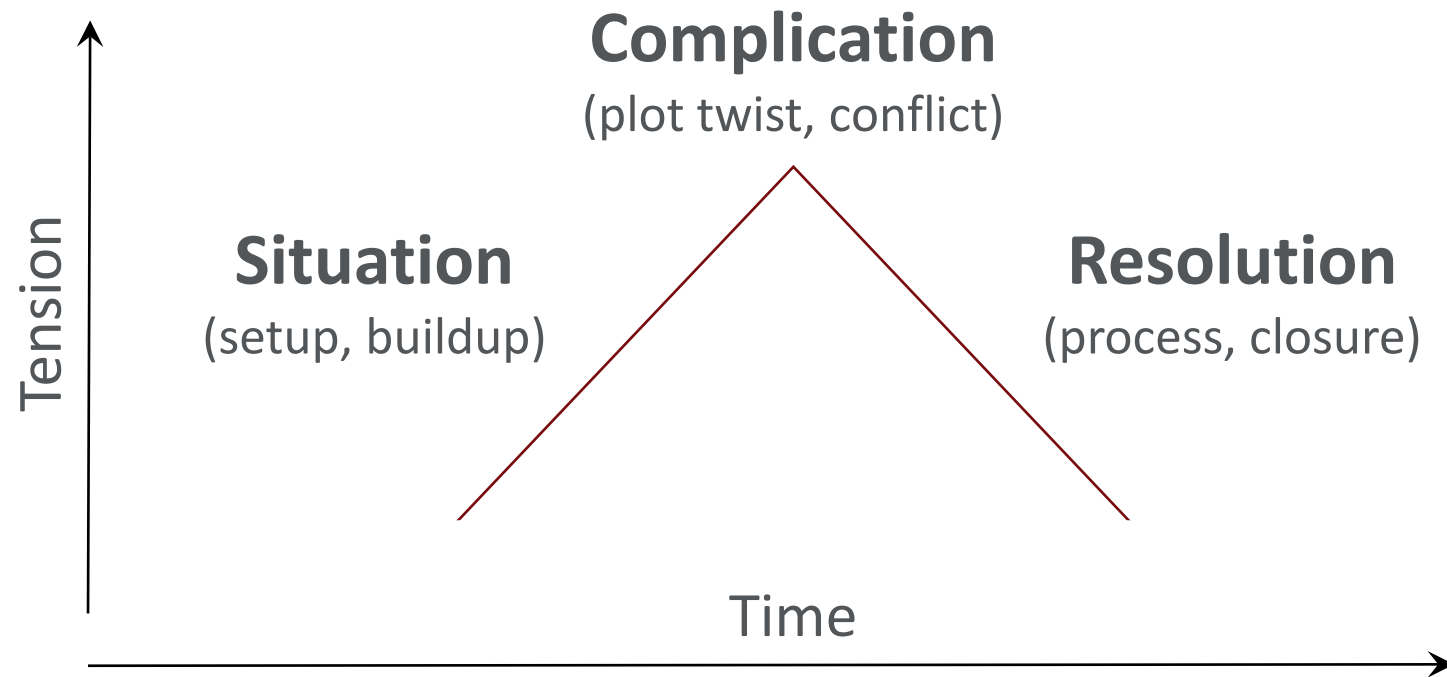 Complication
(plot twist, conflict)
Situation
(setup, buildup)
Resolution
(process, closure)
Tension
Time